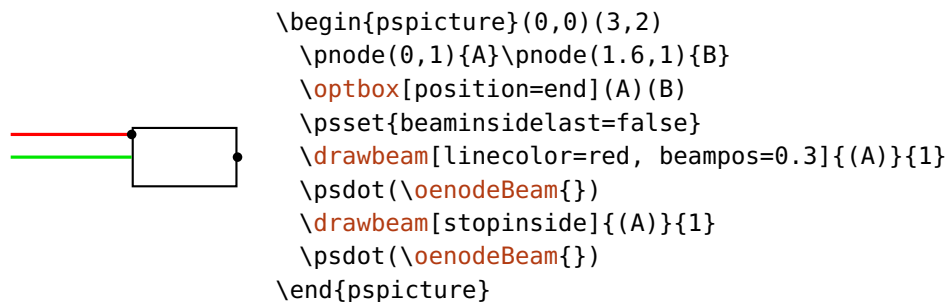 \begin{pspicture}(0,0)(3,2)
  \pnode(0,1){A}\pnode(1.6,1){B}
  \optbox[position=end](A)(B)
  \psset{beaminsidelast=false}
  \drawbeam[linecolor=red, beampos=0.3]{(A)}{1}
  \psdot(\oenodeBeam{})
  \drawbeam[stopinside]{(A)}{1}
  \psdot(\oenodeBeam{})
\end{pspicture}